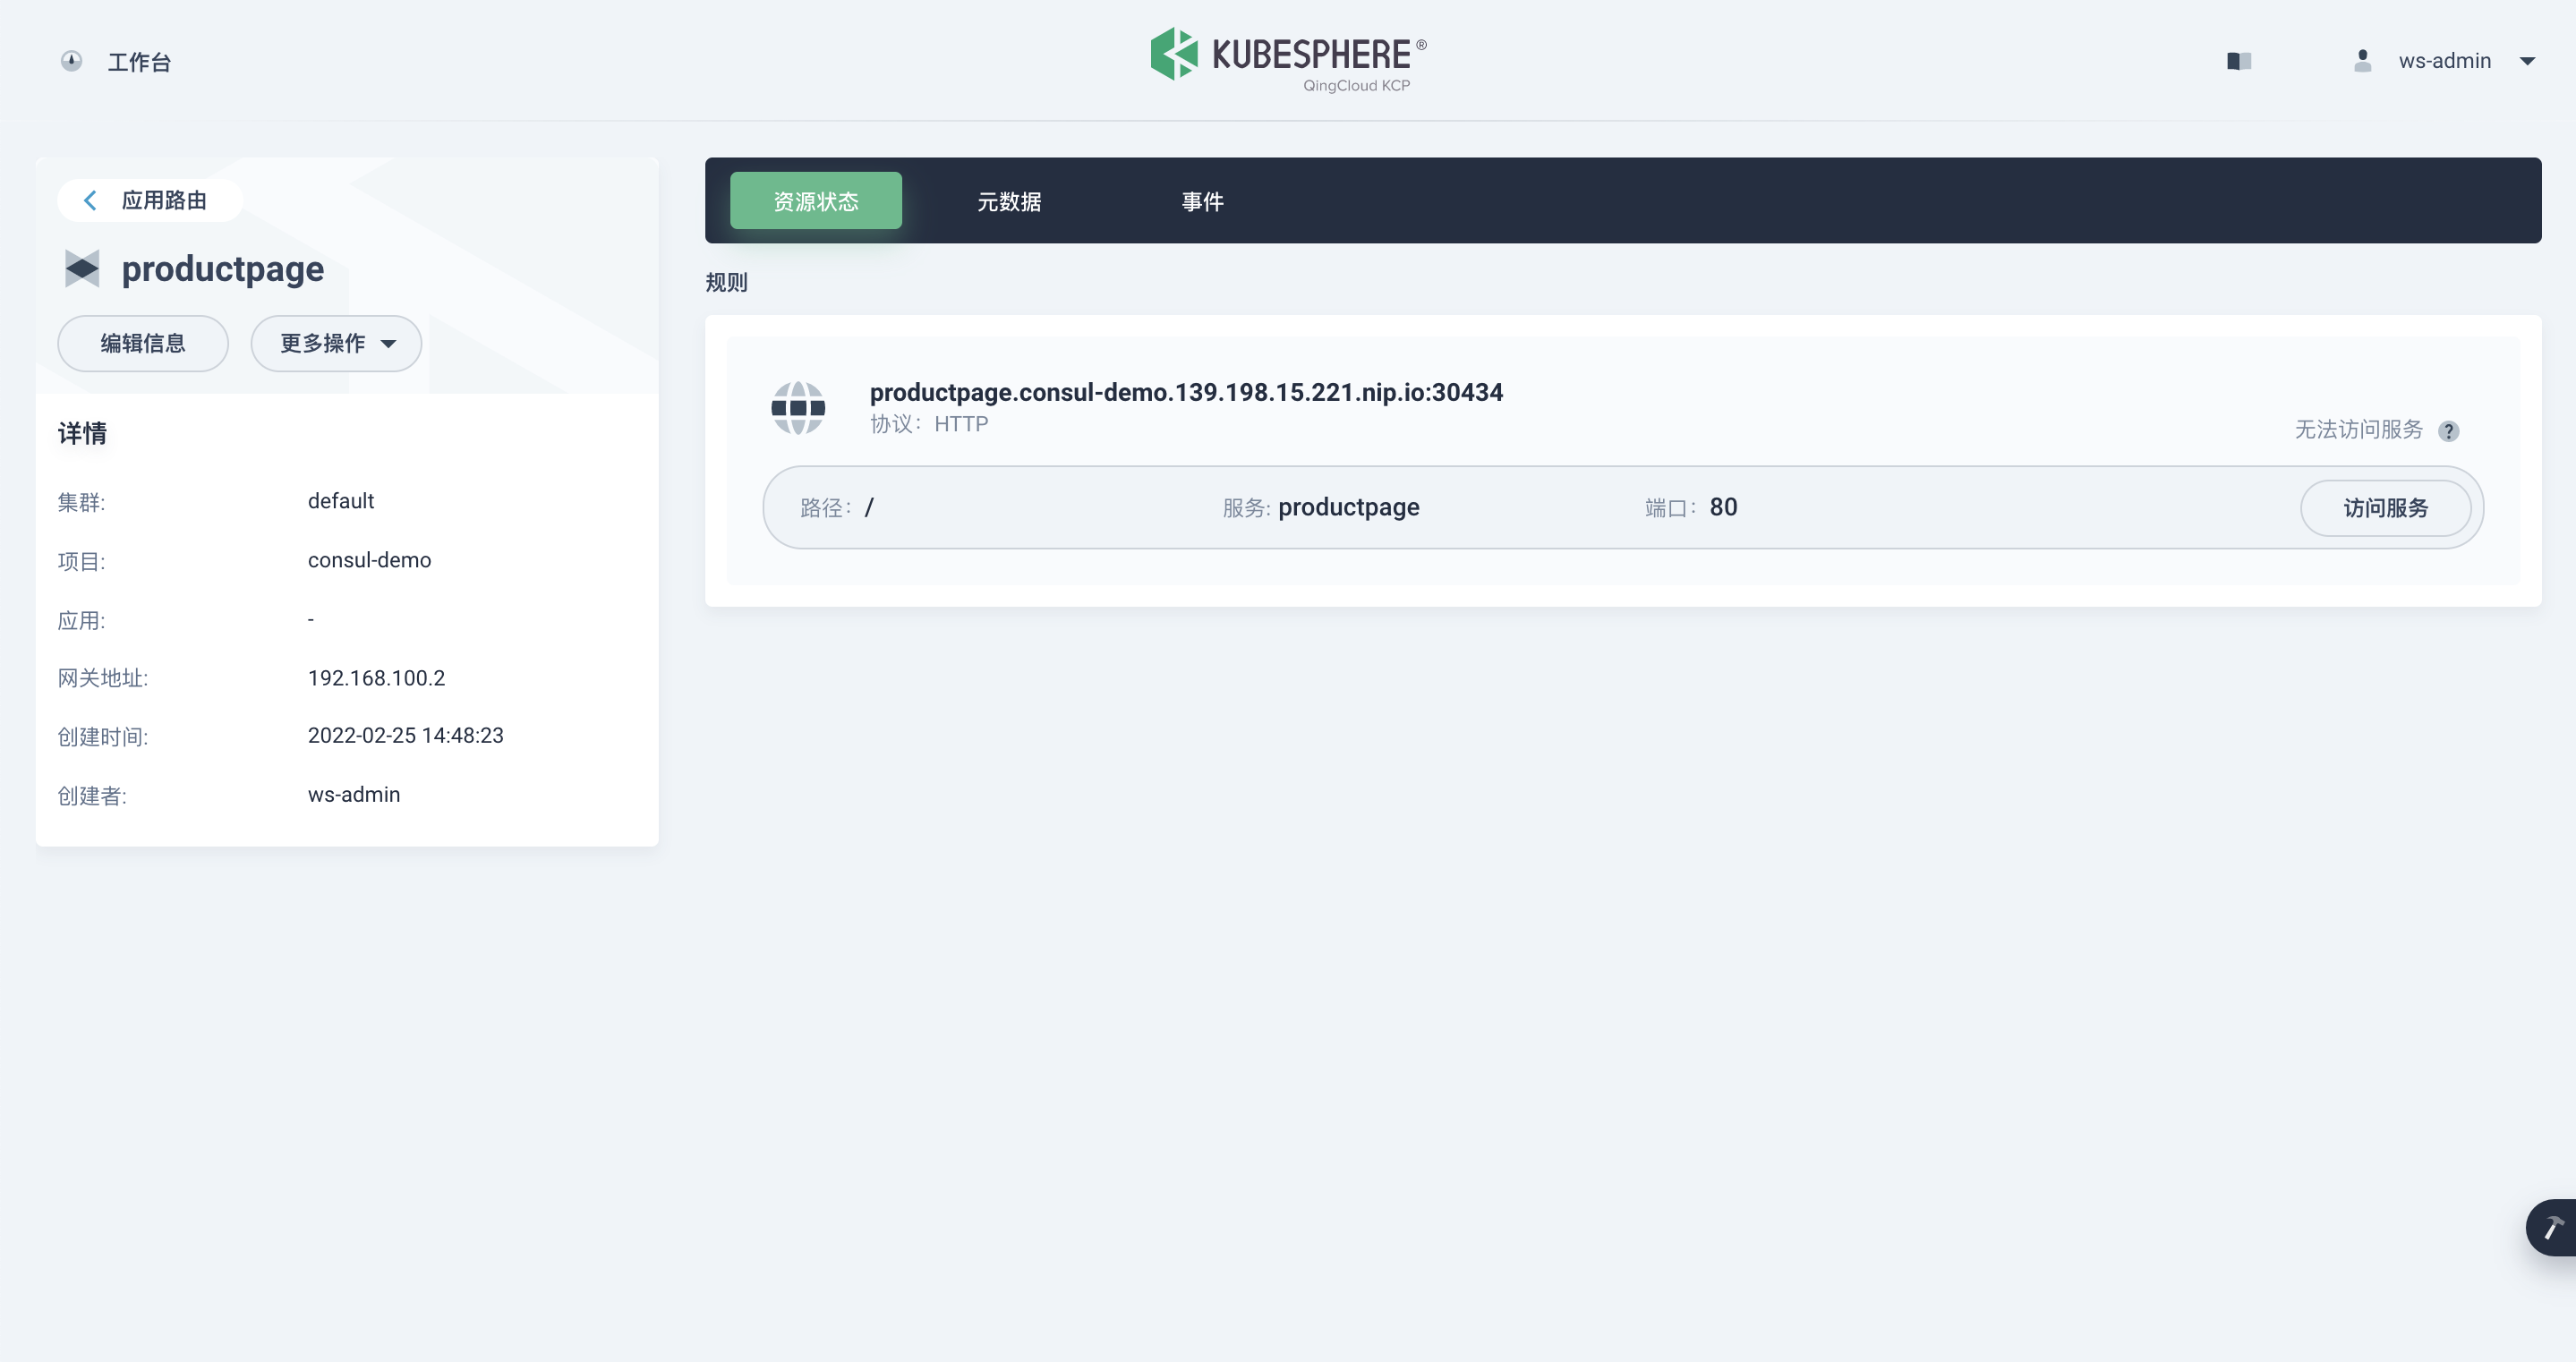 工作台
KUBESPHERE®
QingCloud KCP
ws-admin
应用路由
productpage
编辑信息
更多操作
详情
集群: default
项目: consul-demo
应用: -
网关地址: 192.168.100.2
创建时间: 2022-02-25 14:48:23
创建者: ws-admin
资源状态 元数据 事件
规则
productpage.consul-demo.139.198.15.221.nip.io:30434
协议：HTTP
无法访问服务 ?
路径：/ 服务: productpage 端口：80 访问服务